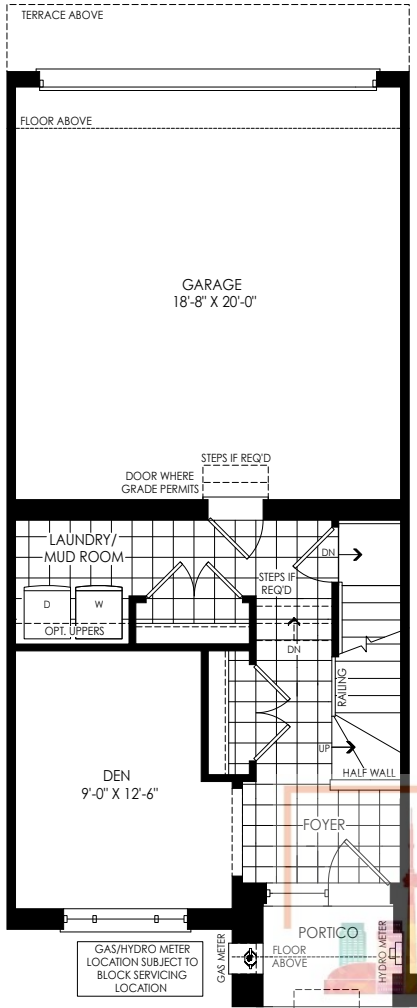 TERRACE ABOVE
FLOOR ABOVE
GARAGE
18'-8" X 20'-0"
STEPS IF REQ'D
DOOR WHERE
GRADE PERMITS
LAUNDRY/
MUD ROOM
DN
STEPS IF
REQ'D
D
W
OPT. UPPERS
DN
RAILING
DEN
9'-0" X 12'-6"
UP
HALF WALL
FOYER
PORTICO
GAS METER
FLOOR
ABOVE
HYDRO METER
GAS/HYDRO METER
LOCATION SUBJECT TO
BLOCK SERVICING
LOCATION